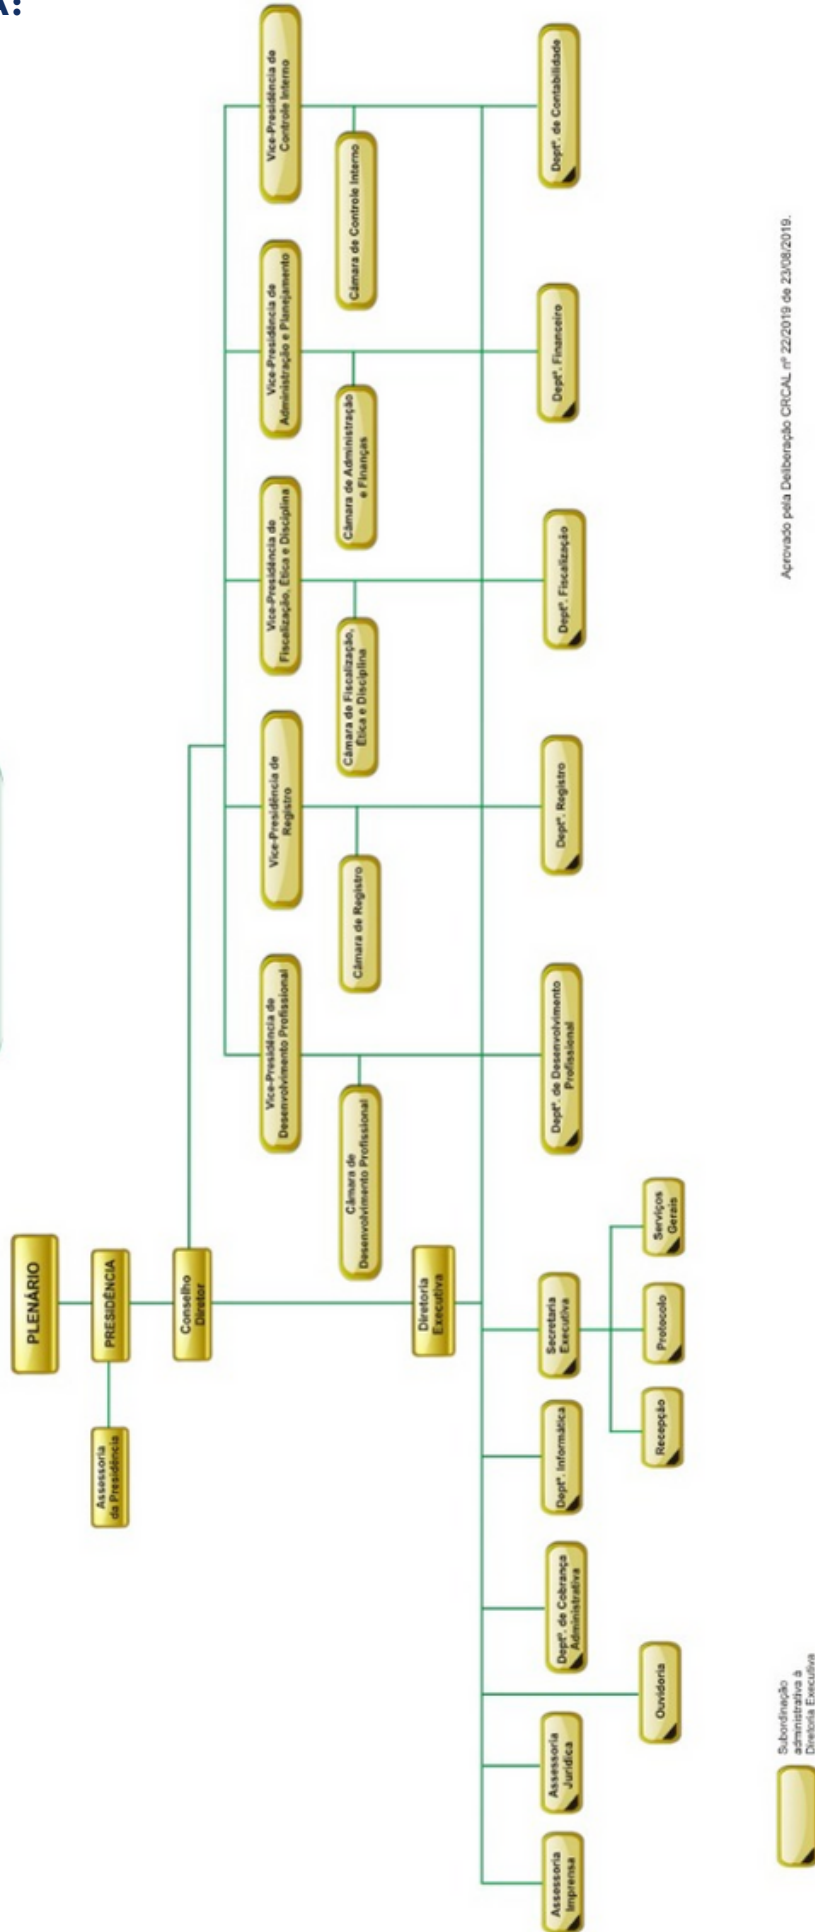 A:
PLENÁRIO
PRESIDÊNCIA
Assessoria
da Presidência
Conselho
Diretor
Vice-Presidência de
Desenvolvimento Profissional
Vice-Presidência de
Registro
Vice-Presidência de
Fiscalização, Ética e Disciplina
Vice-Presidência de
Administração e Planejamento
Vice-Presidência de
Controle Interno
Câmara de
Desenvolvimento Profissional
Câmara de Registro
Câmara de Fiscalização,
Ética e Disciplina
Câmara de Administração
e Finanças
Câmara de Controle Interno
Diretoria
Executiva
Assessoria
Imprensa
Assessoria
Jurídica
Ouvidoria
Deptº. de Cobrança
Administrativa
Deptº. Informática
Secretaria
Executiva
Recepção
Protocolo
Serviços
Gerais
Deptº. de Desenvolvimento
Profissional
Deptº. Registro
Deptº. Fiscalização
Deptº. Financeiro
Deptº. de Contabilidade
Subordinação
administrativa à
Diretoria Executiva
Aprovado pela Deliberação CRCAL nº 22/2019 de 23/08/2019.